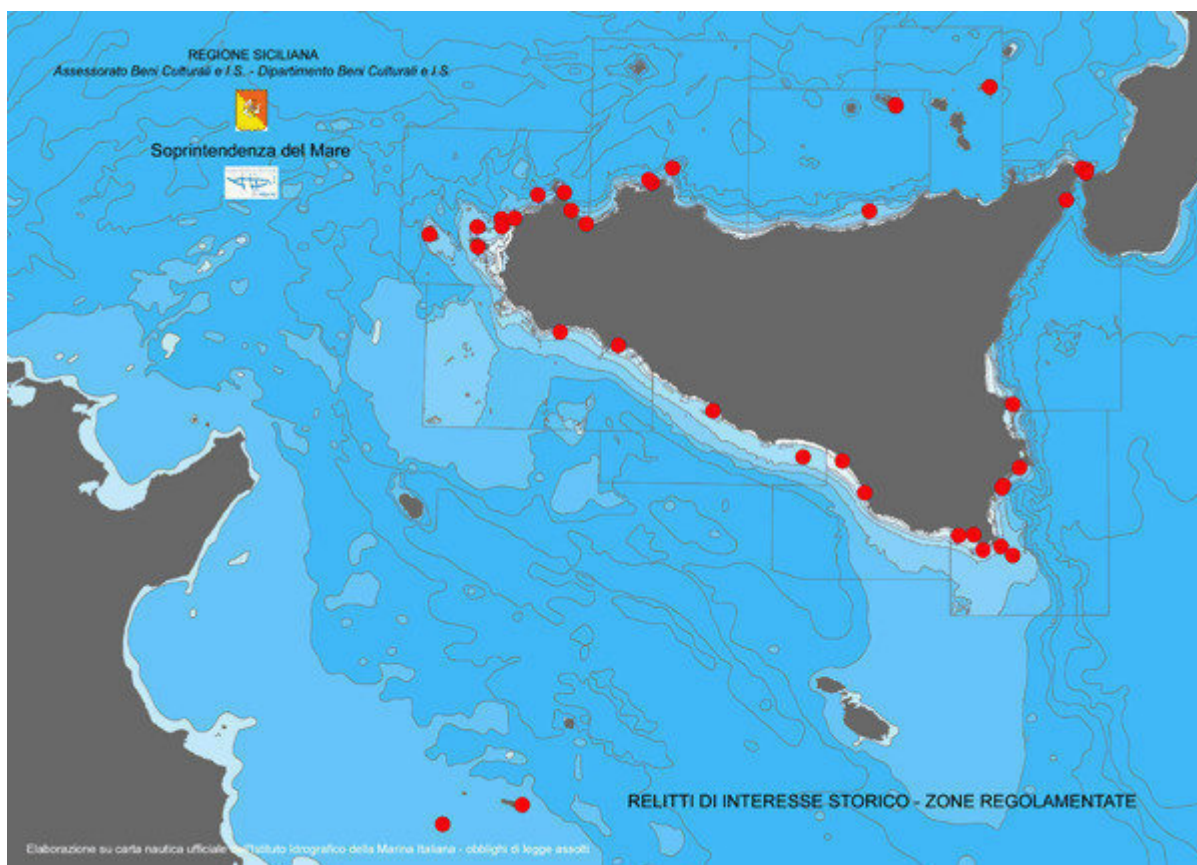 REGIONE SICILIANA
Assessorato Beni Culturali e I.S. - Dipartimento Beni Culturali e I.S.
Soprintendenza del Mare
RELITTI DI INTERESSE STORICO - ZONE REGOLAMENTATE
Elaborazione su carta nautica ufficiale dell'Istituto Idrografico della Marina Italiana - obblighi di legge assolti